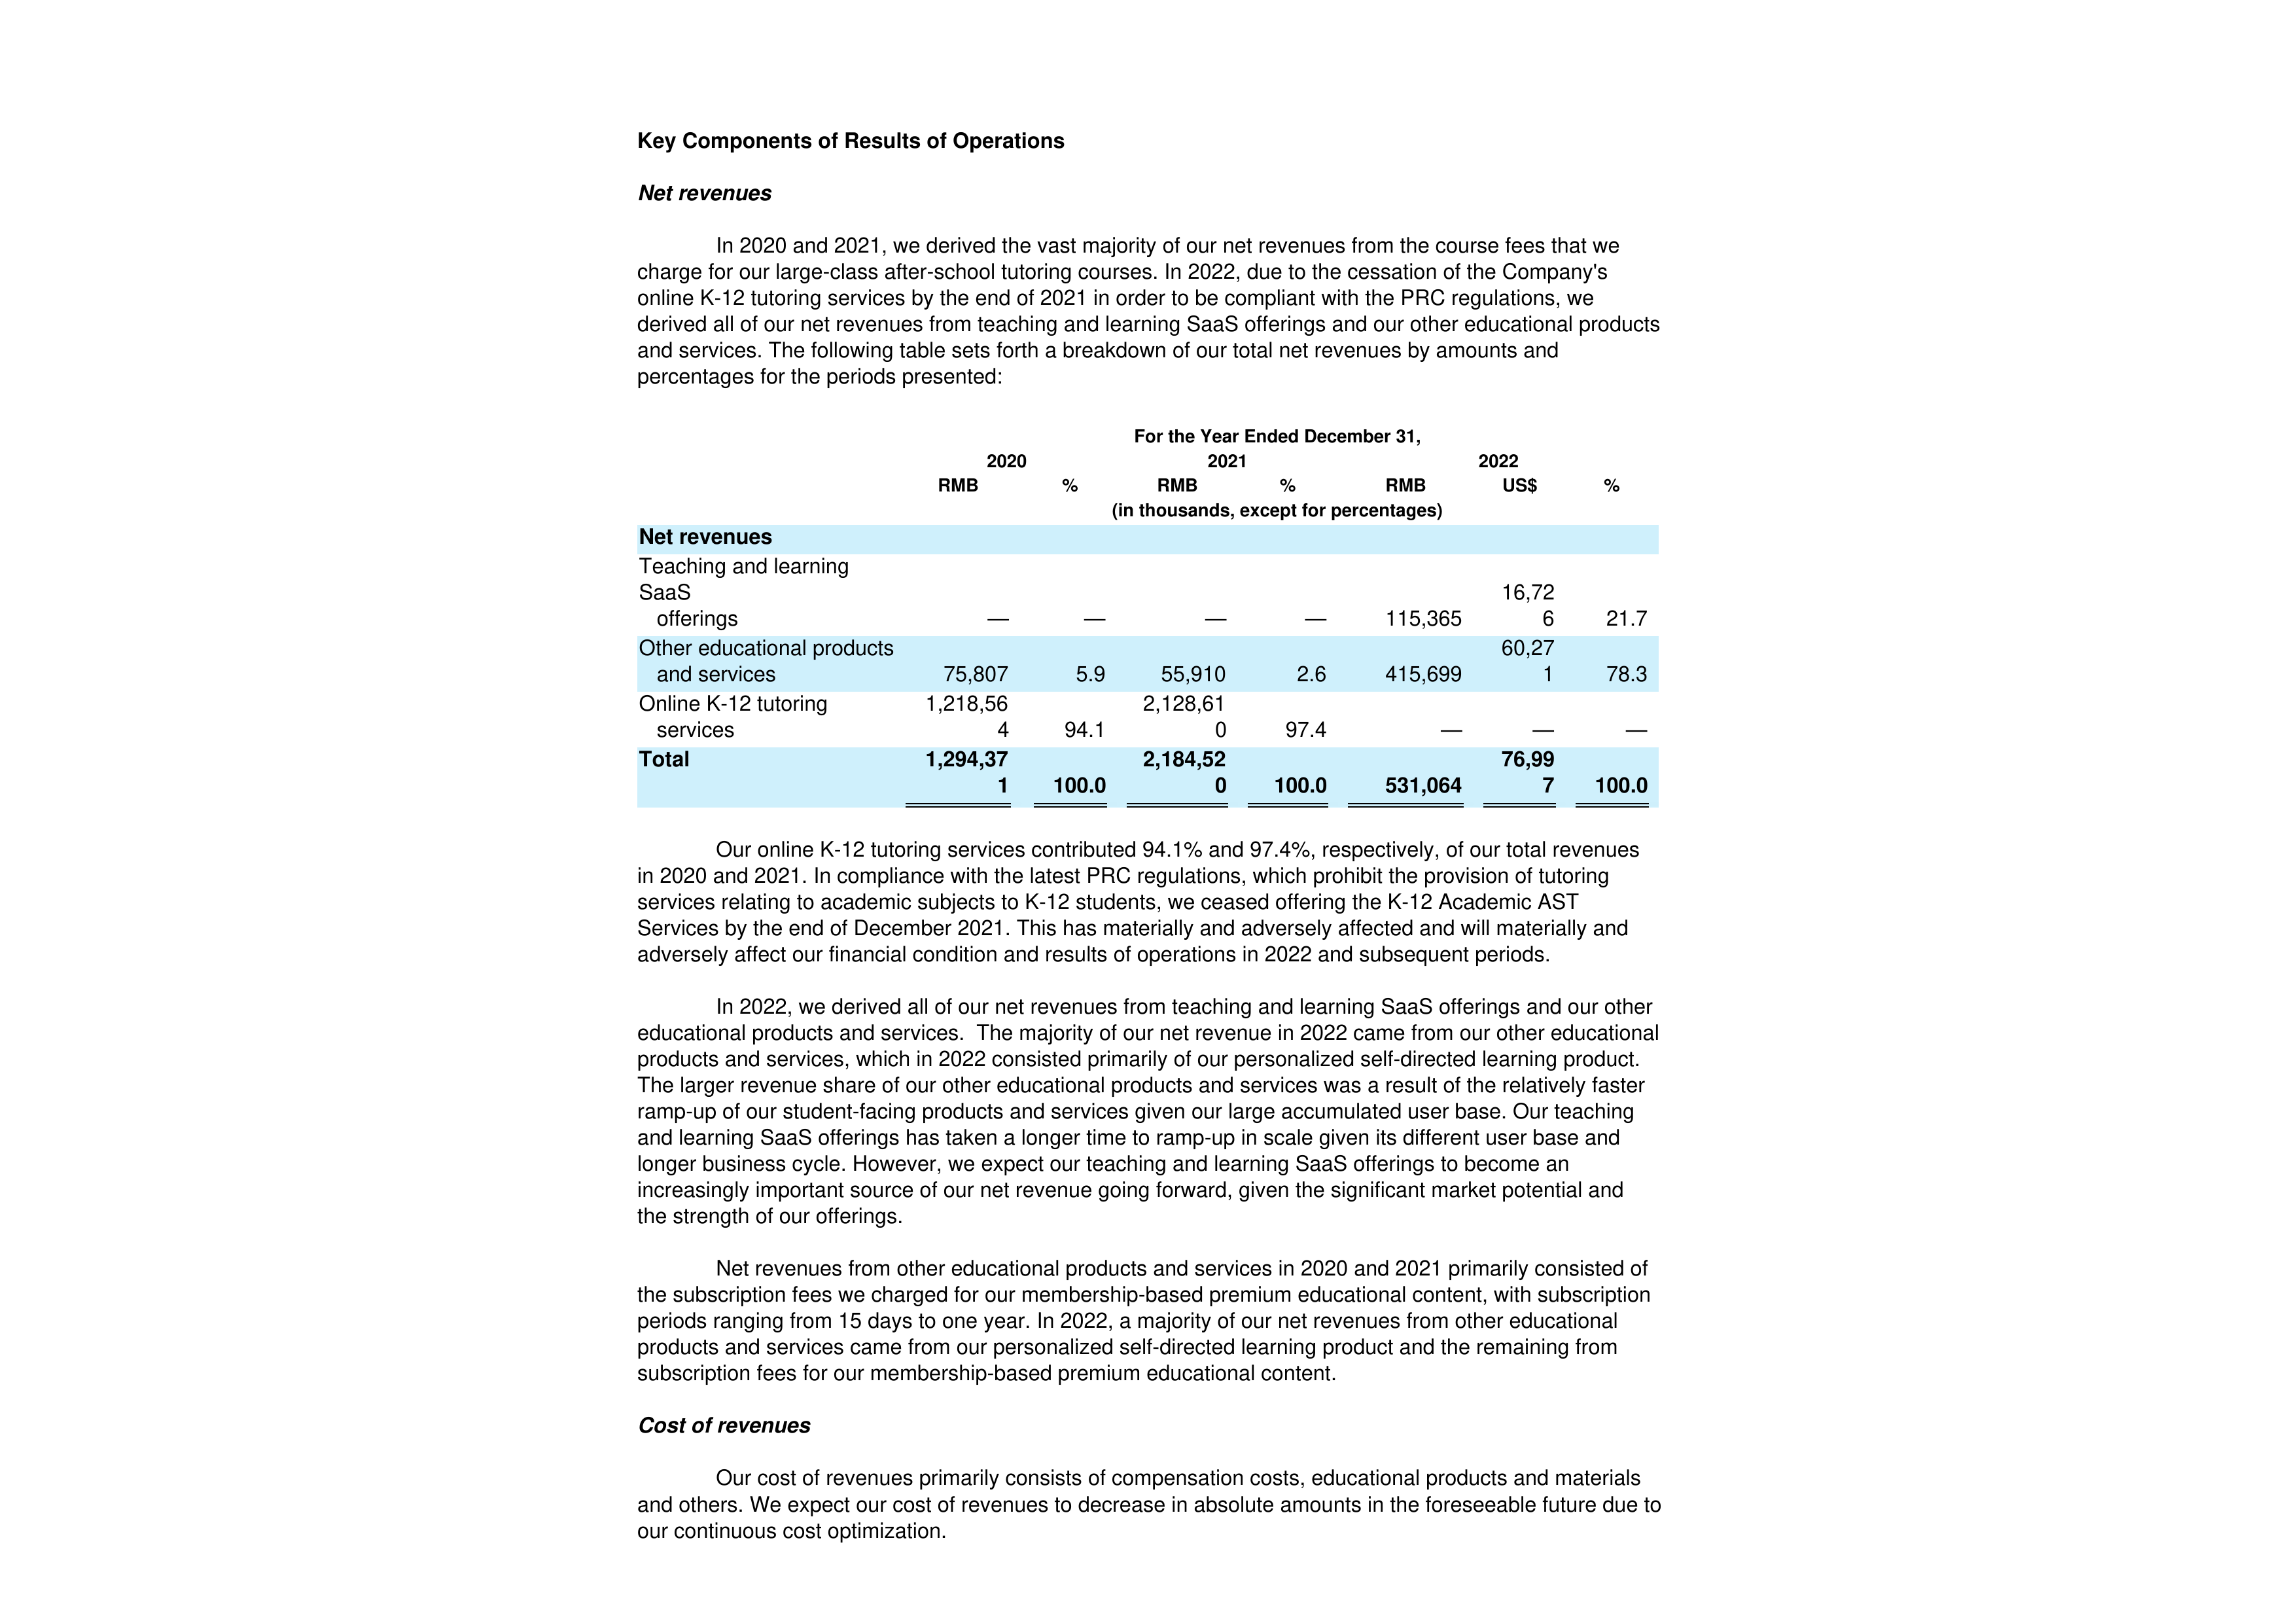 Key Components of Results of Operations
Net revenues
In 2020 and 2021, we derived the vast majority of our net revenues from the course fees that we
charge for our large-class after-school tutoring courses. In 2022, due to the cessation of the Company's
online K-12 tutoring services by the end of 2021 in order to be compliant with the PRC regulations, we
derived all of our net revenues from teaching and learning SaaS offerings and our other educational products
and services. The following table sets forth a breakdown of our total net revenues by amounts and
percentages for the periods presented:
For the Year Ended December 31,
2020 2021 2022
RMB % RMB % RMB US$ %
(in thousands, except for percentages)
Net revenues
Teaching and learning
SaaS 16,72
offerings — — — — 115,365 6 21.7
Other educational products 60,27
and services 75,807 5.9 55,910 2.6 415,699 1 78.3
Online K-12 tutoring 1,218,56 2,128,61
services 4 94.1 0 97.4 — — —
Total 1,294,37 2,184,52 76,99
1 100.0 0 100.0 531,064 7 100.0
Our online K-12 tutoring services contributed 94.1% and 97.4%, respectively, of our total revenues
in 2020 and 2021. In compliance with the latest PRC regulations, which prohibit the provision of tutoring
services relating to academic subjects to K-12 students, we ceased offering the K-12 Academic AST
Services by the end of December 2021. This has materially and adversely affected and will materially and
adversely affect our financial condition and results of operations in 2022 and subsequent periods.
In 2022, we derived all of our net revenues from teaching and learning SaaS offerings and our other
educational products and services.  The majority of our net revenue in 2022 came from our other educational
products and services, which in 2022 consisted primarily of our personalized self-directed learning product.
The larger revenue share of our other educational products and services was a result of the relatively faster
ramp-up of our student-facing products and services given our large accumulated user base. Our teaching
and learning SaaS offerings has taken a longer time to ramp-up in scale given its different user base and
longer business cycle. However, we expect our teaching and learning SaaS offerings to become an
increasingly important source of our net revenue going forward, given the significant market potential and
the strength of our offerings.
Net revenues from other educational products and services in 2020 and 2021 primarily consisted of
the subscription fees we charged for our membership-based premium educational content, with subscription
periods ranging from 15 days to one year. In 2022, a majority of our net revenues from other educational
products and services came from our personalized self-directed learning product and the remaining from
subscription fees for our membership-based premium educational content.
Cost of revenues
Our cost of revenues primarily consists of compensation costs, educational products and materials
and others. We expect our cost of revenues to decrease in absolute amounts in the foreseeable future due to
our continuous cost optimization.